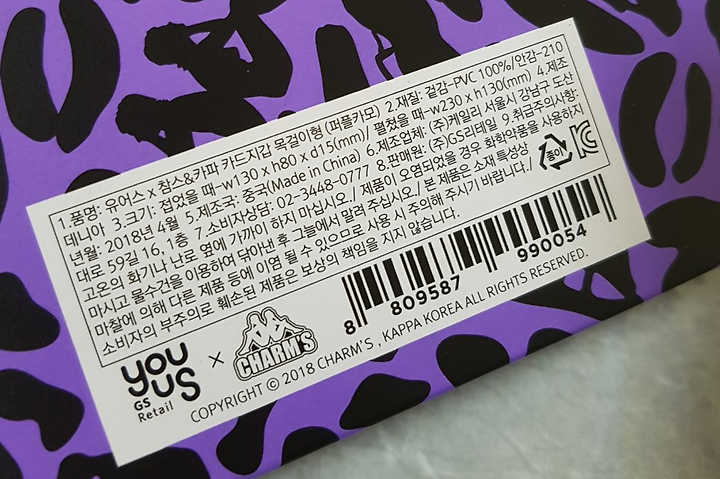 1.품명: 유어스 x 참스&카파 카드지갑 목걸이형 (퍼플카모) 2.재질: 겉감-PVC 100%/안감-210
데니아 3.크기: 접었을 때-w130 x h80 x d15(mm)/ 펼쳤을 때-w230 x h130(mm) 4.제조
년월: 2018년 4월 5.제조국: 중국(Made in China) 6.제조업체: (주)케일리 서울시 강남구 도산
대로 59길 16, 1층 7.소비자상담: 02-3448-0777 8.판매원: (주)GS리테일 9.취급주의사항:
고온의 화기나 난로 옆에 가까이 하지 마십시오./ 제품이 오염되었을 경우 화학약품을 사용하지
마시고 물수건을 이용하여 닦아낸 후 그늘에서 말려 주십시오./ 본 제품은 소재 특성상
마찰에 의해 다른 제품 등에 이염 될 수 있으므로 사용 시 주의해 주시기 바랍니다./
소비자의 부주의로 훼손된 제품은 보상의 책임을 지지 않습니다.
종이
KC
8 809587 990054
you us
GS Retail
×
CHARM'S
COPYRIGHT © 2018 CHARM'S , KAPPA KOREA ALL RIGHTS RESERVED.